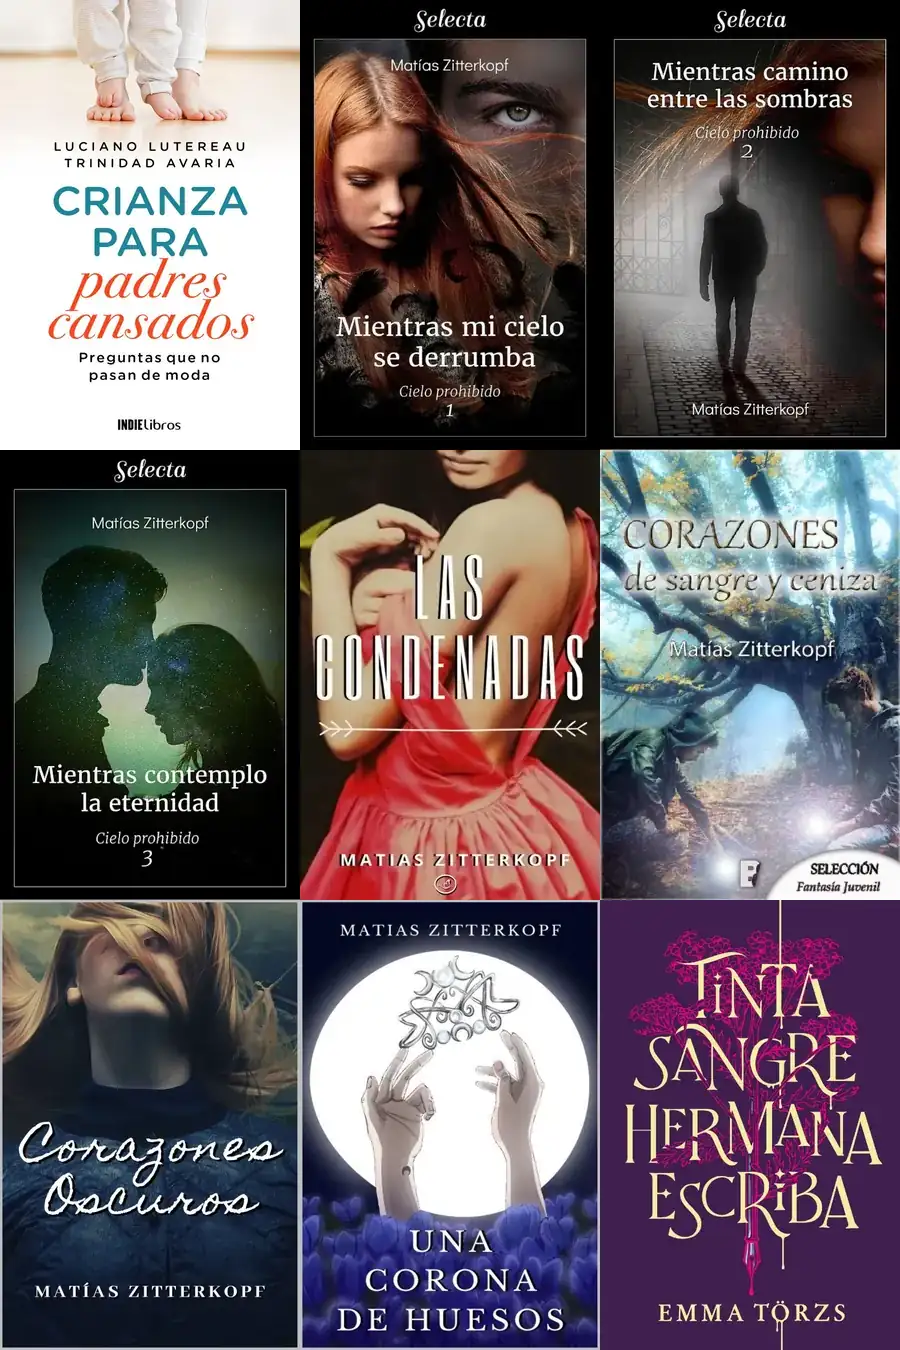 LUCIANO LUTEREAU
TRINIDAD AVARIA
CRIANZA
PARA
padres
cansados
Preguntas que no
pasan de moda
INDIELibros
Selecta
Matías Zitterkopf
Mientras mi cielo
se derrumba
Cielo prohibido
1
Selecta
Mientras camino
entre las sombras
Cielo prohibido
2
Matías Zitterkopf
Selecta
Matías Zitterkopf
Mientras contemplo
la eternidad
Cielo prohibido
3
LAS
CONDENADAS
MATIAS ZITTERKOPF
CORAZONES
de sangre y ceniza
Matías Zitterkopf
B
SELECCIÓN
Fantasía Juvenil
Corazones
Oscuros
MATÍAS ZITTERKOPF
MATIAS ZITTERKOPF
UNA
CORONA
DE HUESOS
TINTA
SANGRE
HERMANA
ESCRIBA
EMMA TÖRZS